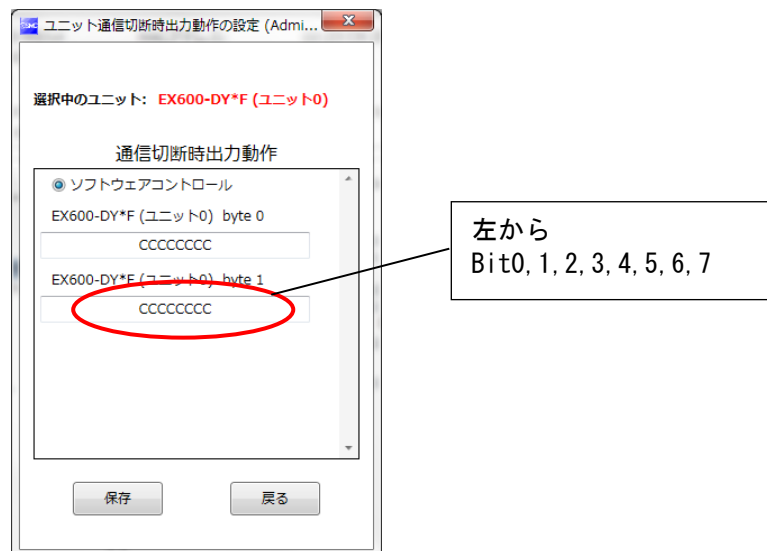 SMC ユニット通信切断時出力動作の設定 (Admi...
選択中のユニット: EX600-DY*F (ユニット0)
通信切断時出力動作
ソフトウェアコントロール
EX600-DY*F (ユニット0) byte 0
CCCCCCCC
EX600-DY*F (ユニット0) byte 1
CCCCCCCC
保存
戻る
左から
Bit0,1,2,3,4,5,6,7